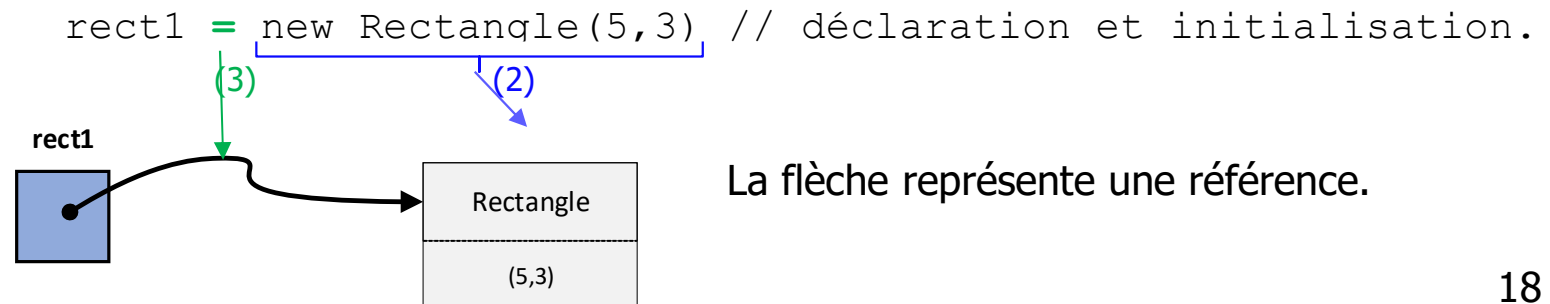 rect1 = new Rectangle(5,3) // déclaration et initialisation.
(3) (2)
rect1
Rectangle
La flèche représente une référence.
(5,3)
18